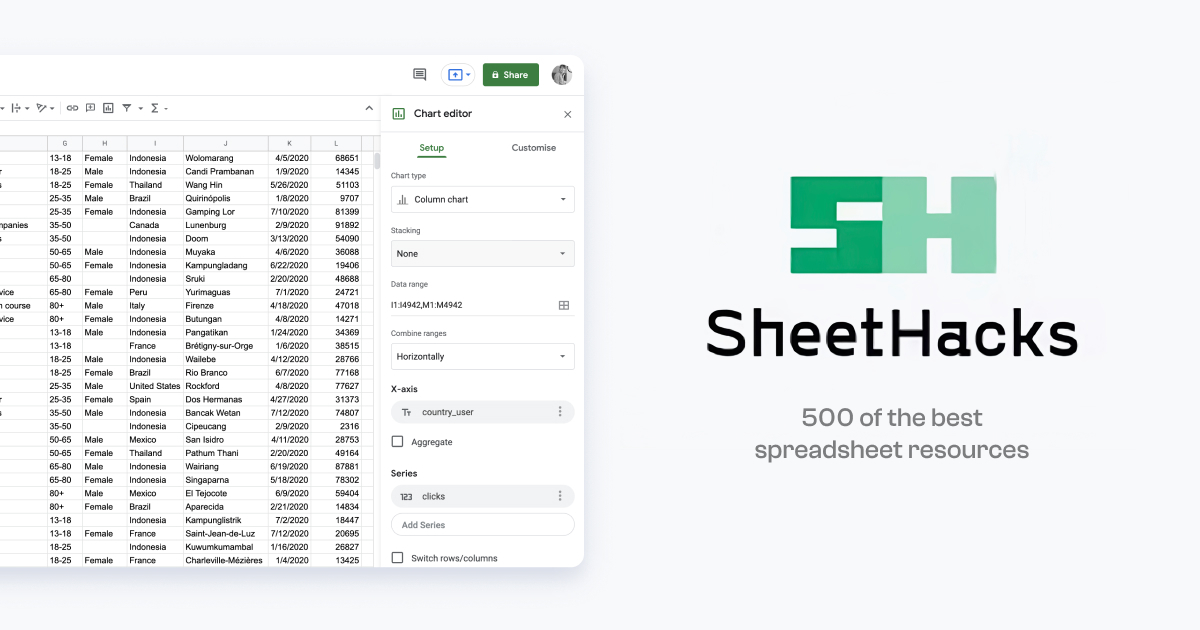 Share
Chart editor
Setup Customise
G H I J K L
13-18 Female Indonesia Wolomarang 4/5/2020 68651
18-25 Male Indonesia Candi Prambanan 1/9/2020 14345
18-25 Female Thailand Wang Hin 5/26/2020 51103
25-35 Male Brazil Quirinópolis 1/8/2020 9707
25-35 Female Indonesia Gamping Lor 7/10/2020 81399
mpanies 35-50 Canada Lunenburg 2/9/2020 91892
s 35-50 Indonesia Doom 3/13/2020 54090
50-65 Male Indonesia Muyaka 4/6/2020 36088
50-65 Female Indonesia Kampungladang 6/22/2020 19406
65-80 Indonesia Sruki 2/20/2020 48688
vice 65-80 Female Peru Yurimaguas 7/1/2020 24721
n course 80+ Male Italy Firenze 4/18/2020 47018
vice 80+ Female Indonesia Butungan 4/8/2020 14271
13-18 Male Indonesia Pangatikan 1/24/2020 34369
13-18 France Brétigny-sur-Orge 1/6/2020 38515
18-25 Male Indonesia Wailebe 4/12/2020 28766
18-25 Female Brazil Rio Branco 6/7/2020 77168
25-35 Male United States Rockford 4/8/2020 77627
25-35 Female Spain Dos Hermanas 4/27/2020 31373
s 35-50 Male Indonesia Bancak Wetan 7/12/2020 74807
35-50 Indonesia Cipeucang 2/9/2020 2316
50-65 Male Mexico San Isidro 4/11/2020 28753
50-65 Female Thailand Pathum Thani 2/20/2020 49164
65-80 Male Indonesia Wairiang 6/19/2020 87881
65-80 Female Indonesia Singaparna 5/18/2020 78302
80+ Male Mexico El Tejocote 6/9/2020 59404
80+ Female Brazil Aparecida 2/21/2020 14834
13-18 Indonesia Kampunglistrik 7/2/2020 18447
13-18 Female France Saint-Jean-de-Luz 7/12/2020 20695
18-25 Indonesia Kuwumkumambal 1/16/2020 26827
18-25 Female France Charleville-Mézières 1/4/2020 13425
Chart type
Column chart
Stacking
None
Data range
I1:I4942,M1:M4942
Combine ranges
Horizontally
X-axis
Tт country_user
Aggregate
Series
123 clicks
Add Series
Switch rows/columns
SH
SheetHacks
500 of the best
spreadsheet resources